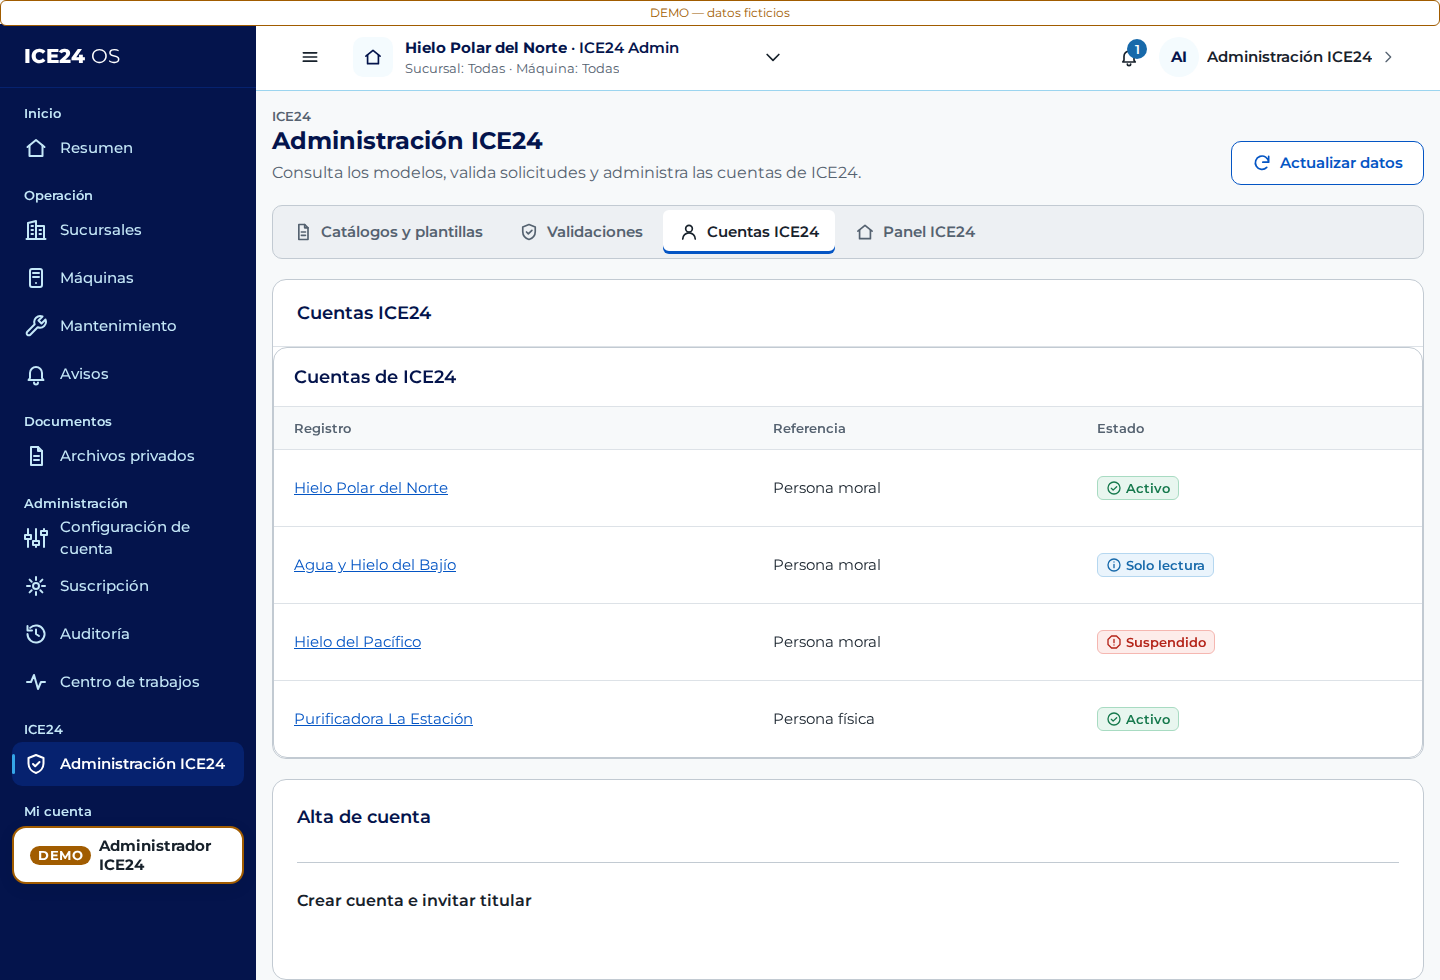 DEMO — datos ficticios
ICE24 OS
Inicio
Resumen
Operación
Sucursales
Máquinas
Mantenimiento
Avisos
Documentos
Archivos privados
Administración
Configuración de
cuenta
Suscripción
Auditoría
Centro de trabajos
ICE24
Administración ICE24
Mi cuenta
DEMO Administrador
ICE24
Hielo Polar del Norte · ICE24 Admin
Sucursal: Todas · Máquina: Todas
1
AI Administración ICE24
ICE24
Administración ICE24
Consulta los modelos, valida solicitudes y administra las cuentas de ICE24.
Actualizar datos
Catálogos y plantillas Validaciones Cuentas ICE24 Panel ICE24
Cuentas ICE24
Cuentas de ICE24
Registro Referencia Estado
Hielo Polar del Norte Persona moral Activo
Agua y Hielo del Bajío Persona moral Solo lectura
Hielo del Pacífico Persona moral Suspendido
Purificadora La Estación Persona física Activo
Alta de cuenta
Crear cuenta e invitar titular